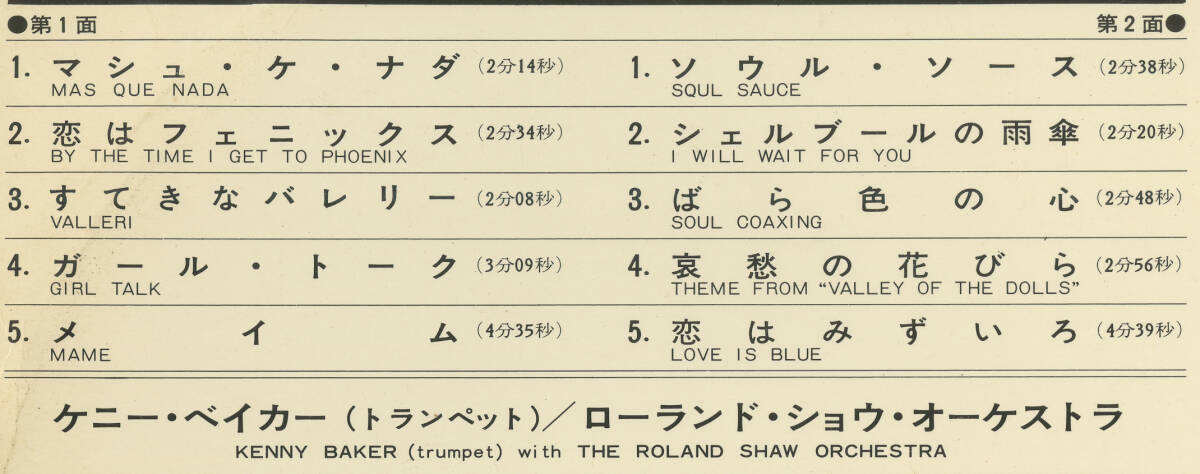 ●第1面
1. マシュ・ケ・ナダ (2分14秒)
MAS QUE NADA
2. 恋はフェニックス (2分34秒)
BY THE TIME I GET TO PHOENIX
3. すてきなバレリー (2分08秒)
VALLERI
4. ガール・トーク (3分09秒)
GIRL TALK
5. メイム (4分35秒)
MAME
第2面●
1. ソウル・ソース (2分38秒)
SQUL SAUCE
2. シェルブールの雨傘 (2分20秒)
I WILL WAIT FOR YOU
3. ばら色の心 (2分48秒)
SOUL COAXING
4. 哀愁の花びら (2分56秒)
THEME FROM “VALLEY OF THE DOLLS”
5. 恋はみずいろ (4分39秒)
LOVE IS BLUE
ケニー・ベイカー(トランペット)/ローランド・ショウ・オーケストラ
KENNY BAKER (trumpet) with THE ROLAND SHAW ORCHESTRA